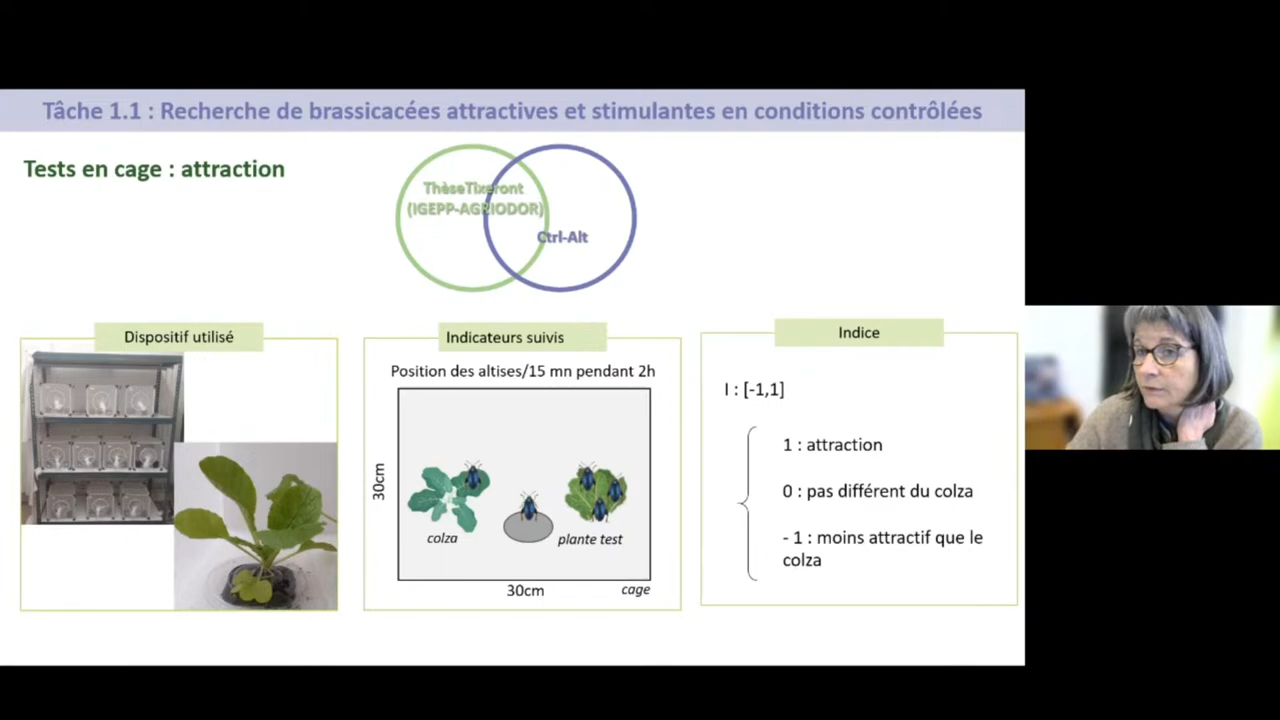 Tâche 1.1 : Recherche de brassicacées attractives et stimulantes en conditions contrôlées
Tests en cage : attraction
ThèseTixeront
(IGEPP-AGRIODOR)
Ctrl-Alt
Dispositif utilisé
Indicateurs suivis
Position des altises/15 mn pendant 2h
30cm
colza
plante test
30cm
cage
Indice
I : [-1,1]
1 : attraction
0 : pas différent du colza
- 1 : moins attractif que le
colza